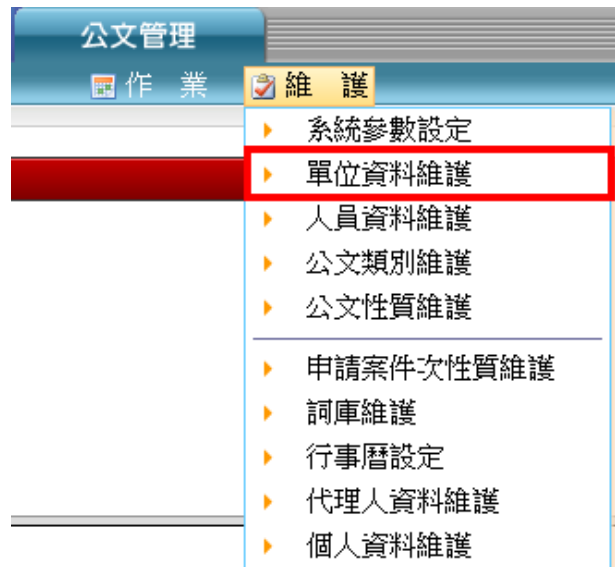 公文管理
作 業 維 護
系統參數設定
單位資料維護
人員資料維護
公文類別維護
公文性質維護
申請案件次性質維護
詞庫維護
行事曆設定
代理人資料維護
個人資料維護